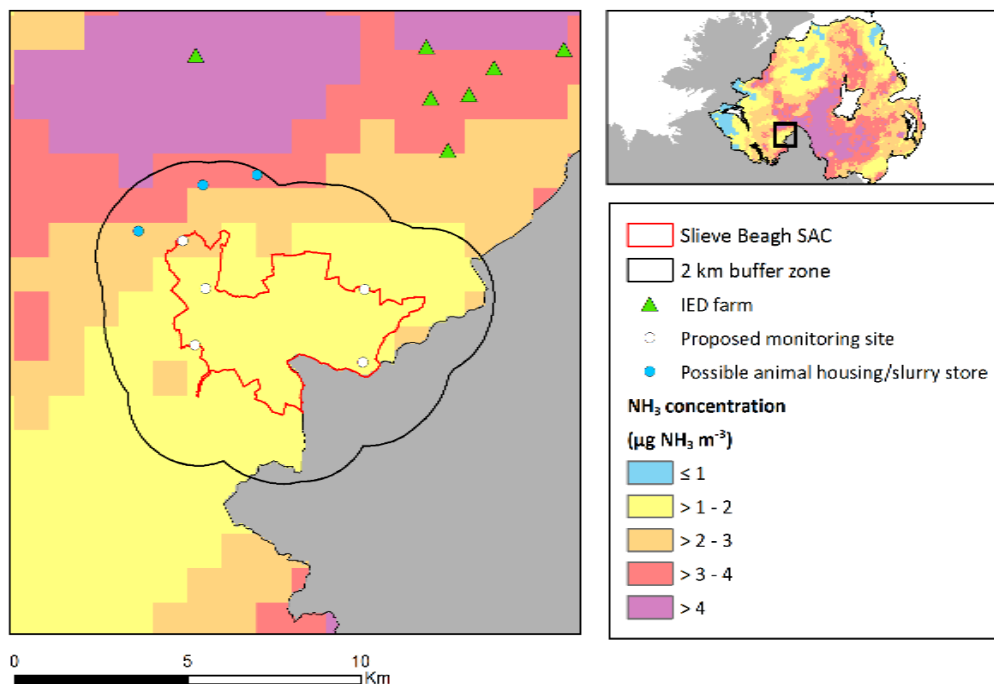 Slieve Beagh SAC
2 km buffer zone
IED farm
Proposed monitoring site
Possible animal housing/slurry store
NH₃ concentration
(µg NH₃ m⁻³)
≤ 1
> 1 - 2
> 2 - 3
> 3 - 4
> 4
0 5 10
Km